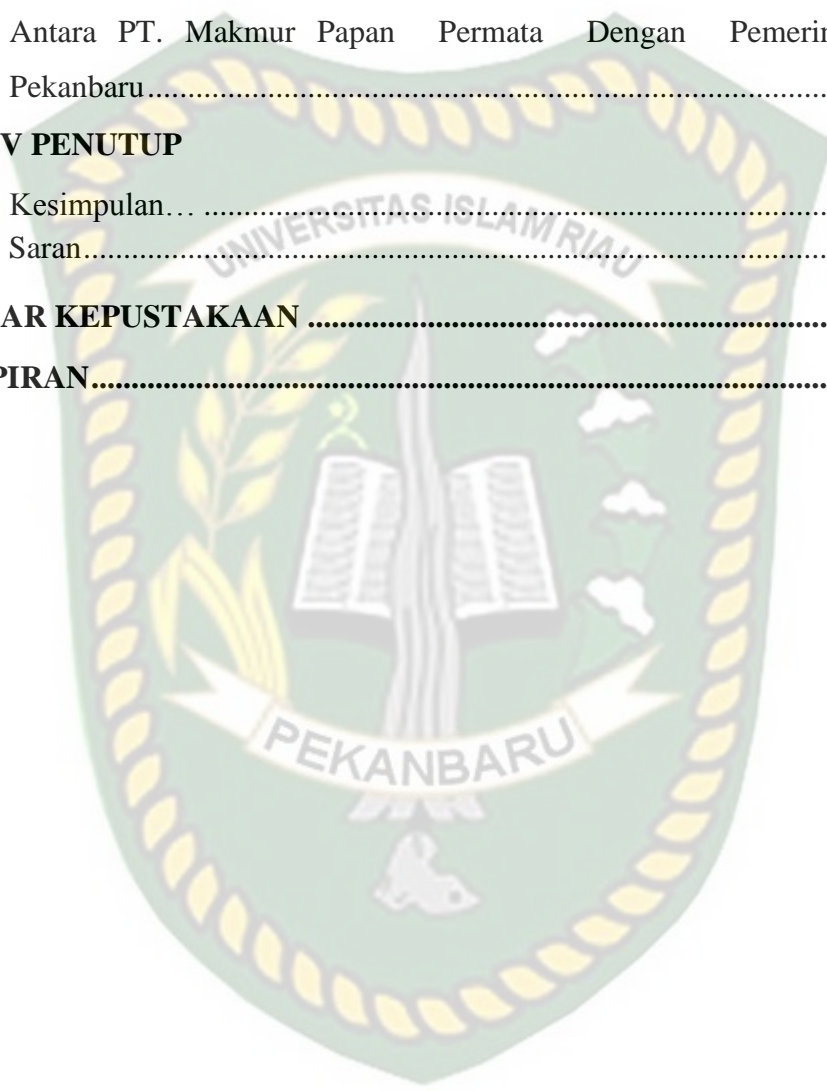 Antara PT. Makmur Papan Permata Dengan Pemerin
Pekanbaru........................................................................................
V PENUTUP
Kesimpulan… ................................................................................
Saran................................................................................................
AR KEPUSTAKAAN ..................................................................
PIRAN.............................................................................................
UNIVERSITAS ISLAM RIAU
PEKANBARU